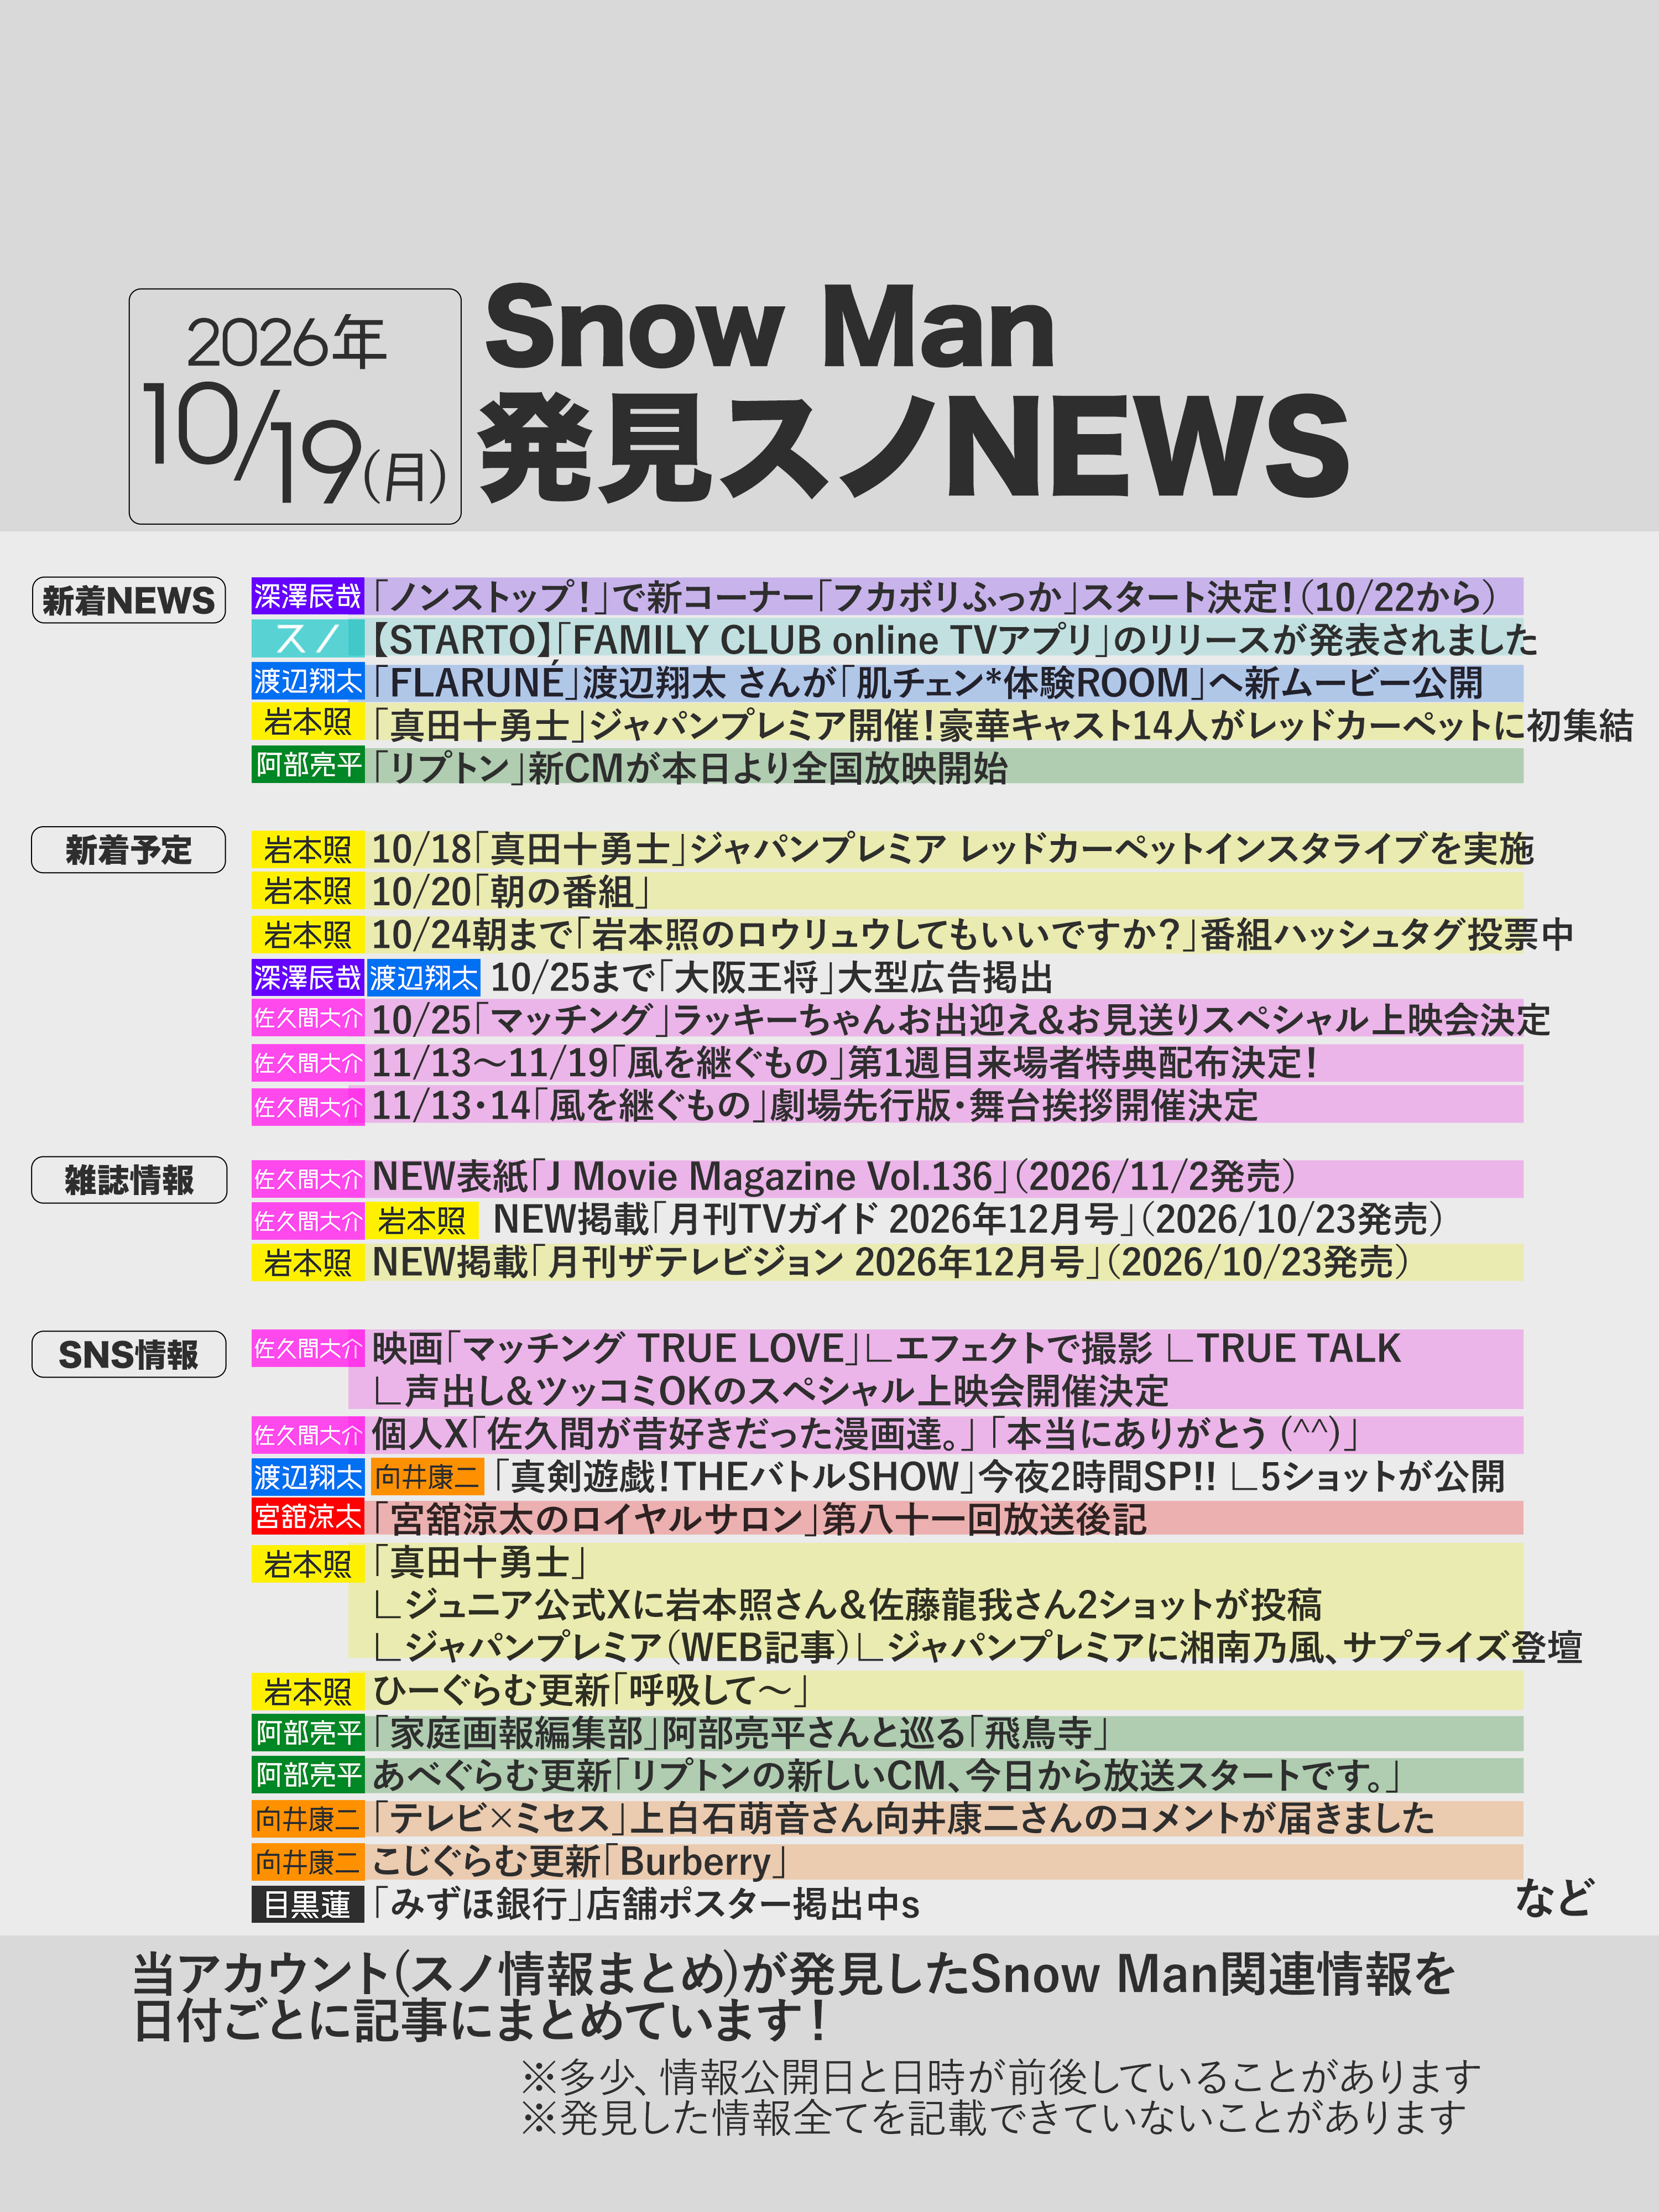 2026年
10/19(月)
Snow Man
発見スノNEWS
新着NEWS
深澤辰哉「ノンストップ!」で新コーナー「フカボリふっか」スタート決定!(10/22から)
スノ【STARTO】「FAMILY CLUB online TVアプリ」のリリースが発表されました
渡辺翔太「FLARUNÉ」渡辺翔太 さんが「肌チェン*体験ROOM」へ新ムービー公開
岩本照「真田十勇士」ジャパンプレミア開催!豪華キャスト14人がレッドカーペットに初集結
阿部亮平「リプトン」新CMが本日より全国放映開始
新着予定
岩本照 10/18「真田十勇士」ジャパンプレミア レッドカーペットインスタライブを実施
岩本照 10/20「朝の番組」
岩本照 10/24朝まで「岩本照のロウリュウしてもいいですか?」番組ハッシュタグ投票中
深澤辰哉 渡辺翔太 10/25まで「大阪王将」大型広告掲出
佐久間大介 10/25「マッチング」ラッキーちゃんお出迎え&お見送りスペシャル上映会決定
佐久間大介 11/13〜11/19「風を継ぐもの」第1週目来場者特典配布決定!
佐久間大介 11/13・14「風を継ぐもの」劇場先行版・舞台挨拶開催決定
雑誌情報
佐久間大介 NEW表紙「J Movie Magazine Vol.136」(2026/11/2発売)
佐久間大介 岩本照 NEW掲載「月刊TVガイド 2026年12月号」(2026/10/23発売)
岩本照 NEW掲載「月刊ザテレビジョン 2026年12月号」(2026/10/23発売)
SNS情報
佐久間大介 映画「マッチング TRUE LOVE」∟エフェクトで撮影 ∟TRUE TALK
∟声出し&ツッコミOKのスペシャル上映会開催決定
佐久間大介 個人X「佐久間が昔好きだった漫画達。」「本当にありがとう (^^)」
渡辺翔太 向井康二「真剣遊戯!THEバトルSHOW」今夜2時間SP!! ∟5ショットが公開
宮舘涼太「宮舘涼太のロイヤルサロン」第八十一回放送後記
岩本照「真田十勇士」
∟ジュニア公式Xに岩本照さん&佐藤龍我さん2ショットが投稿
∟ジャパンプレミア(WEB記事)∟ジャパンプレミアに湘南乃風、サプライズ登壇
岩本照 ひーぐらむ更新「呼吸して〜」
阿部亮平「家庭画報編集部」阿部亮平さんと巡る「飛鳥寺」
阿部亮平 あべぐらむ更新「リプトンの新しいCM、今日から放送スタートです。」
向井康二「テレビ×ミセス」上白石萌音さん向井康二さんのコメントが届きました
向井康二 こじぐらむ更新「Burberry」
目黒蓮「みずほ銀行」店舗ポスター掲出中s
など
当アカウント(スノ情報まとめ)が発見したSnow Man関連情報を
日付ごとに記事にまとめています!
※多少、情報公開日と日時が前後していることがあります
※発見した情報全てを記載できていないことがあります